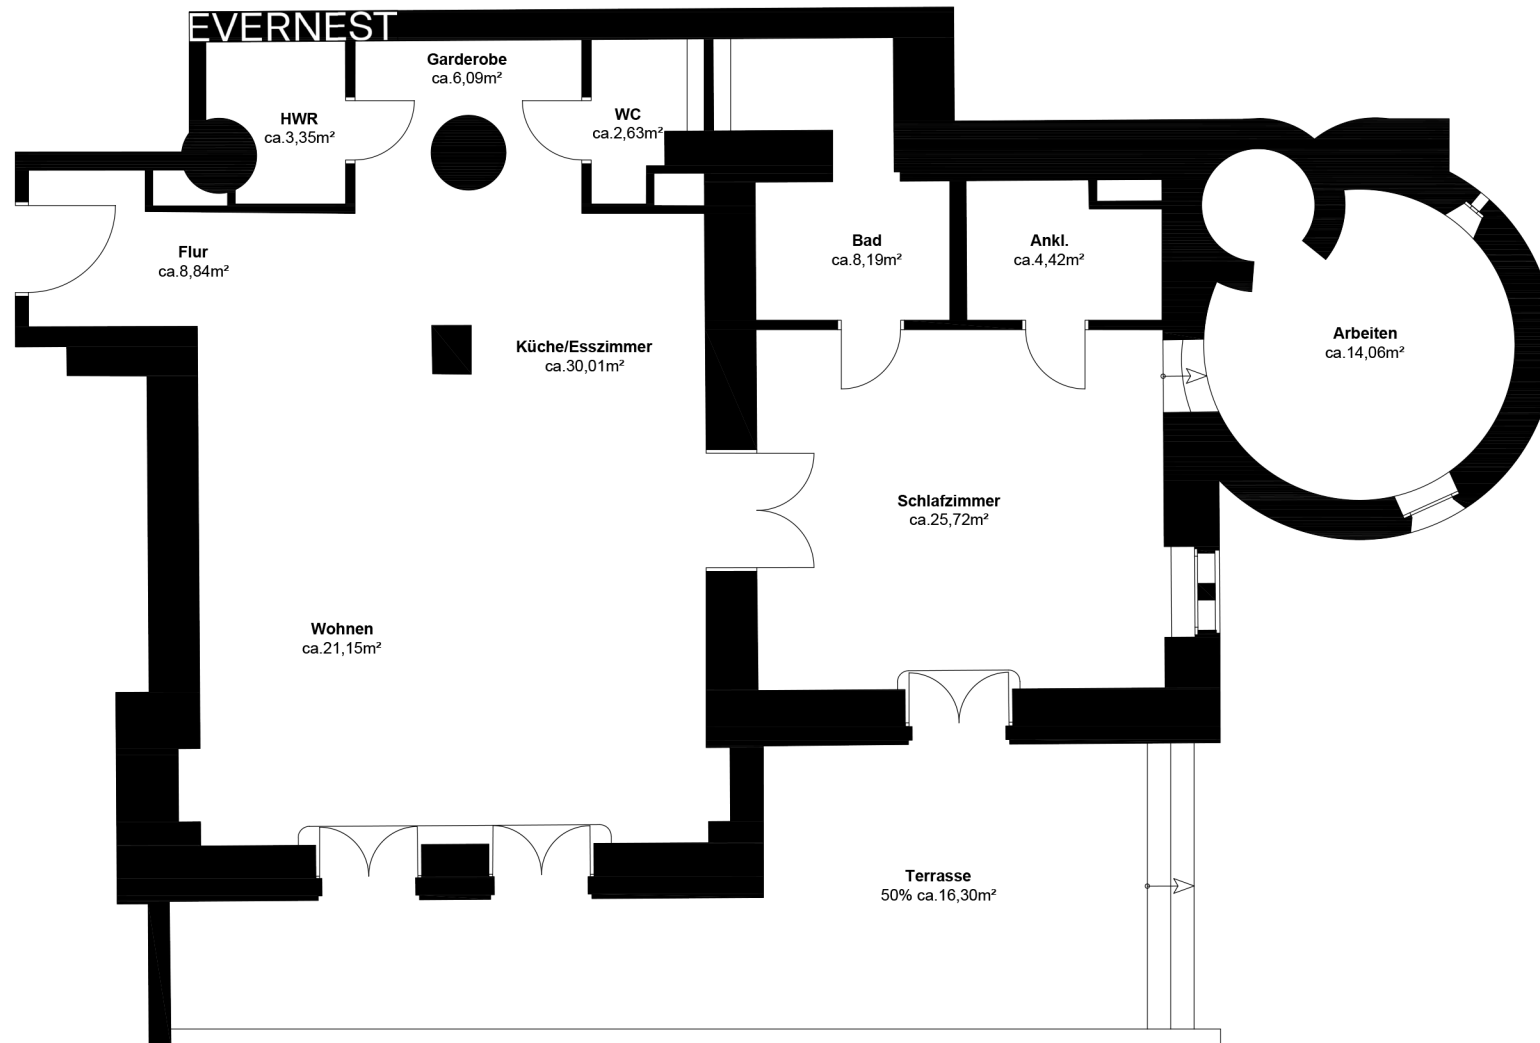 EVERNEST
Garderobe
ca.6,09m²
HWR
ca.3,35m²
WC
ca.2,63m²
Flur
ca.8,84m²
Bad
ca.8,19m²
Ankl.
ca.4,42m²
Küche/Esszimmer
ca.30,01m²
Arbeiten
ca.14,06m²
Schlafzimmer
ca.25,72m²
Wohnen
ca.21,15m²
Terrasse
50% ca.16,30m²